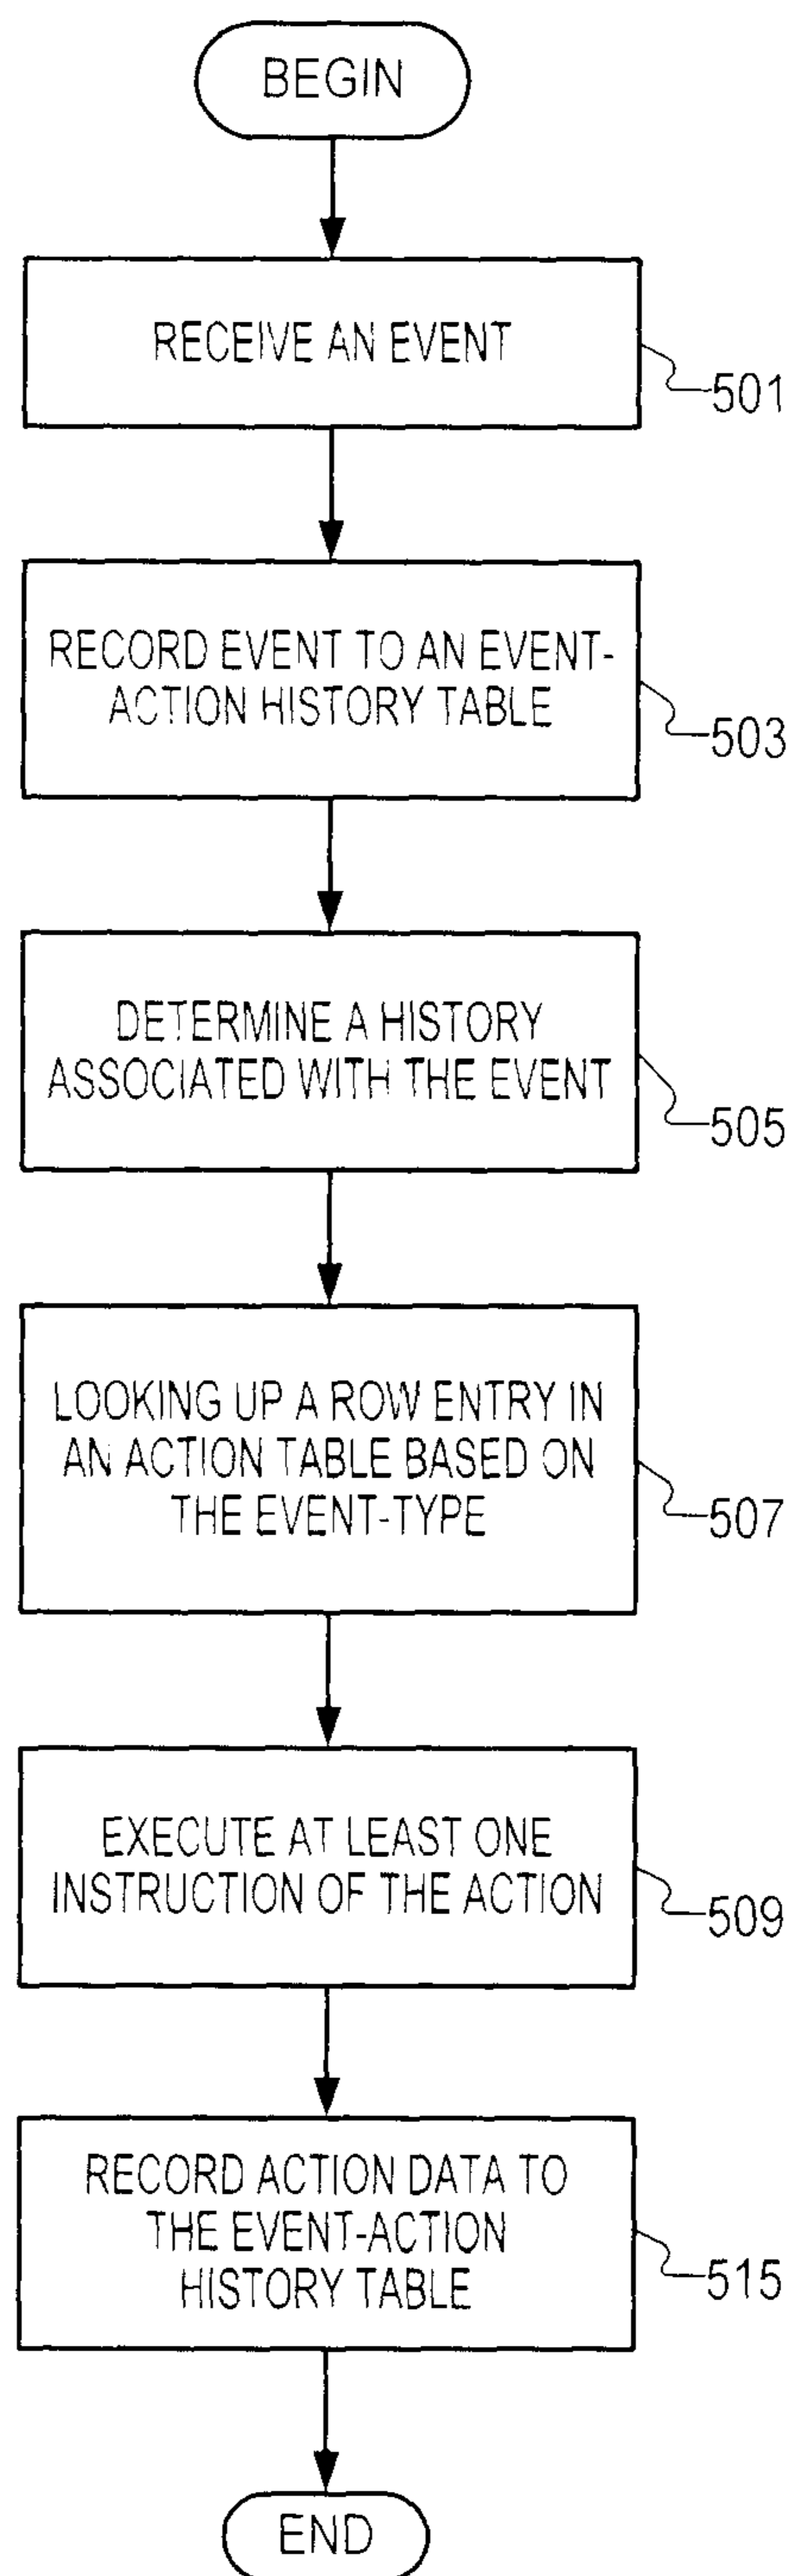 BEGIN
RECEIVE AN EVENT
501
RECORD EVENT TO AN EVENT-
ACTION HISTORY TABLE
503
DETERMINE A HISTORY
ASSOCIATED WITH THE EVENT
505
LOOKING UP A ROW ENTRY IN
AN ACTION TABLE BASED ON
THE EVENT-TYPE
507
EXECUTE AT LEAST ONE
INSTRUCTION OF THE ACTION
509
RECORD ACTION DATA TO
THE EVENT-ACTION
HISTORY TABLE
515
END